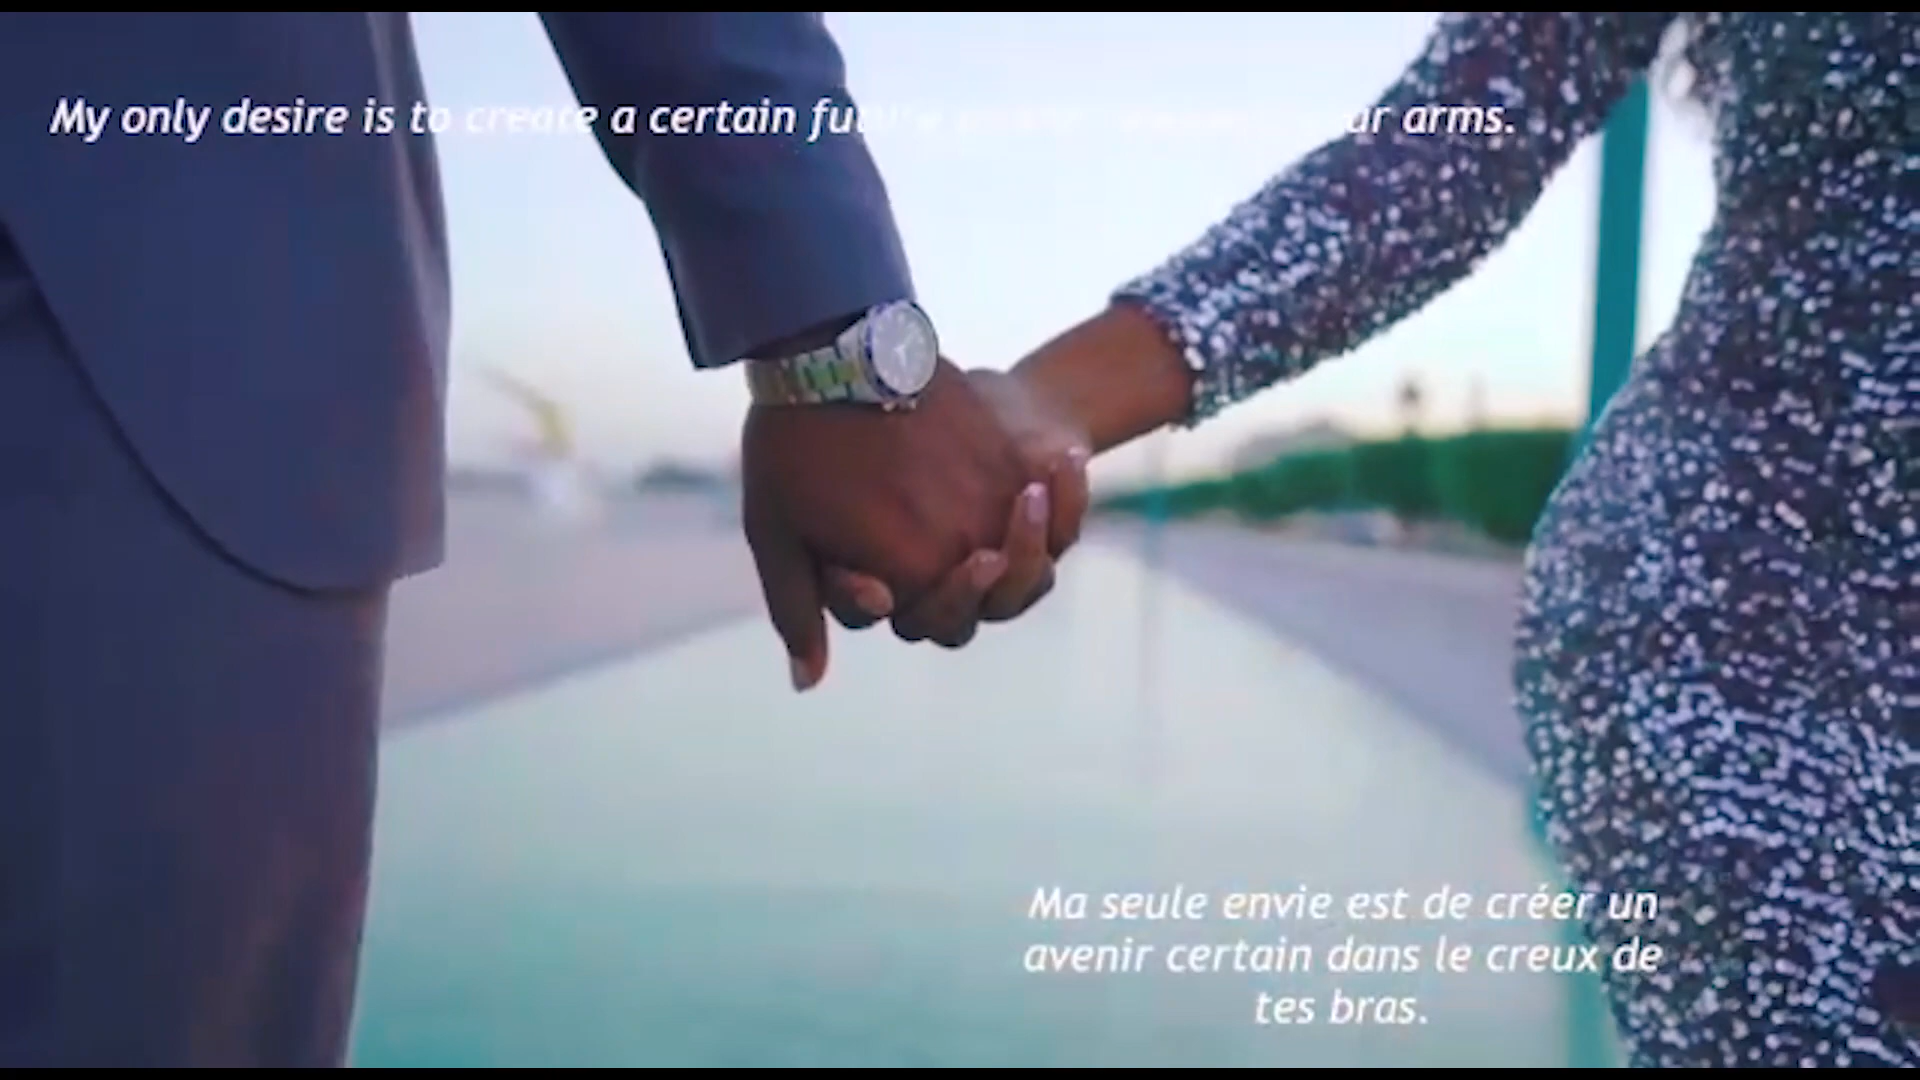 My only desire is to create a certain future arms.
Ma seule envie est de créer un
avenir certain dans le creux de
tes bras.